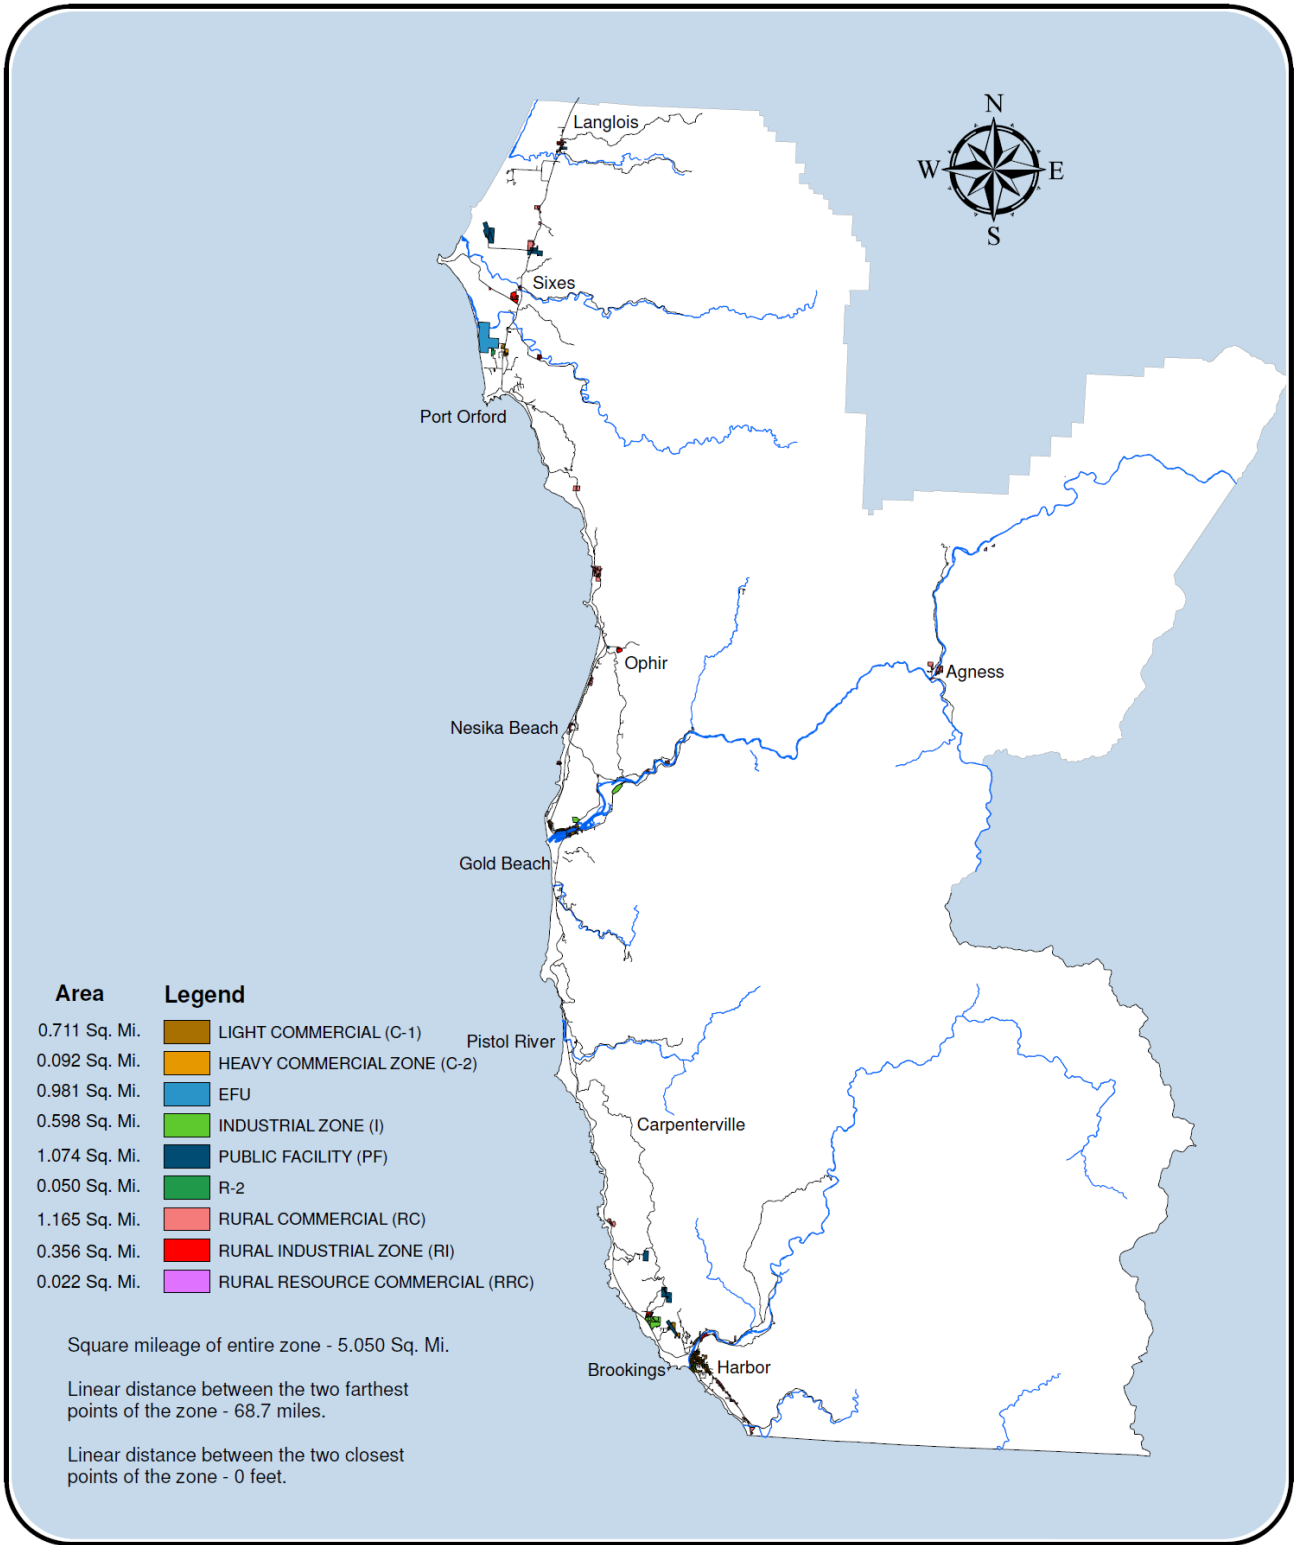 N
W
E
S
Langlois
Sixes
Port Orford
Ophir
Agness
Nesika Beach
Gold Beach
Pistol River
Carpenterville
Brookings
Harbor
Area Legend
0.711 Sq. Mi. LIGHT COMMERCIAL (C-1)
0.092 Sq. Mi. HEAVY COMMERCIAL ZONE (C-2)
0.981 Sq. Mi. EFU
0.598 Sq. Mi. INDUSTRIAL ZONE (I)
1.074 Sq. Mi. PUBLIC FACILITY (PF)
0.050 Sq. Mi. R-2
1.165 Sq. Mi. RURAL COMMERCIAL (RC)
0.356 Sq. Mi. RURAL INDUSTRIAL ZONE (RI)
0.022 Sq. Mi. RURAL RESOURCE COMMERCIAL (RRC)
Square mileage of entire zone - 5.050 Sq. Mi.
Linear distance between the two farthest
points of the zone - 68.7 miles.
Linear distance between the two closest
points of the zone - 0 feet.